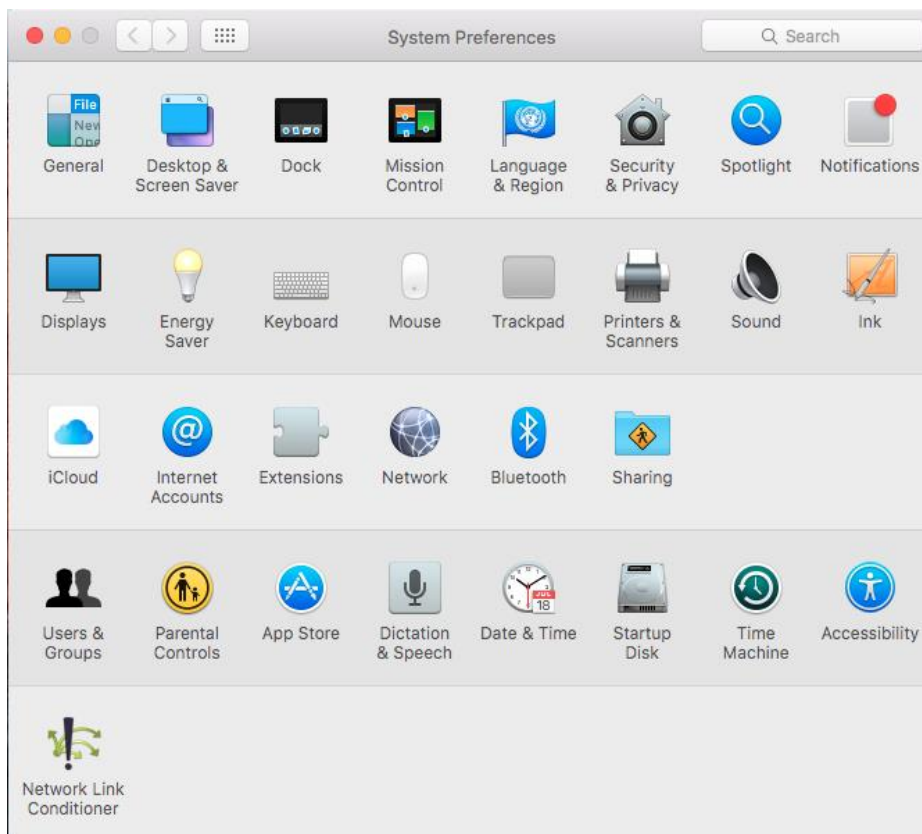 System Preferences
Search
File
New
Ope
General
Desktop &
Screen Saver
Dock
Mission
Control
Language
& Region
Security
& Privacy
Spotlight
Notifications
Displays
Energy
Saver
Keyboard
Mouse
Trackpad
Printers &
Scanners
Sound
Ink
@
iCloud
Internet
Accounts
Extensions
Network
Bluetooth
Sharing
JUL
18
Users &
Groups
Parental
Controls
App Store
Dictation
& Speech
Date & Time
Startup
Disk
Time
Machine
Accessibility
Network Link
Conditioner